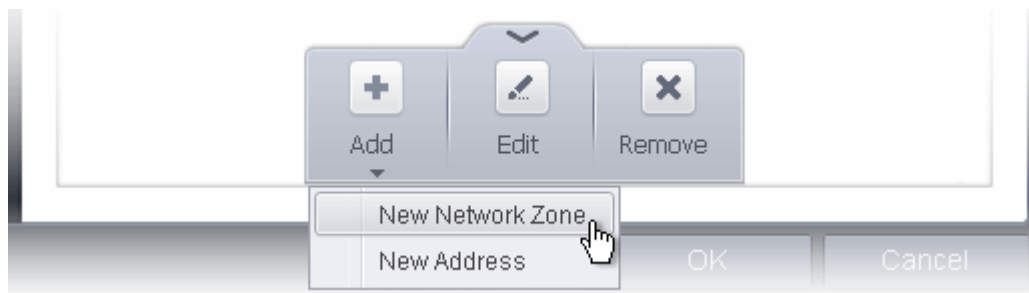 Add Edit Remove
New Network Zone
New Address
OK Cancel